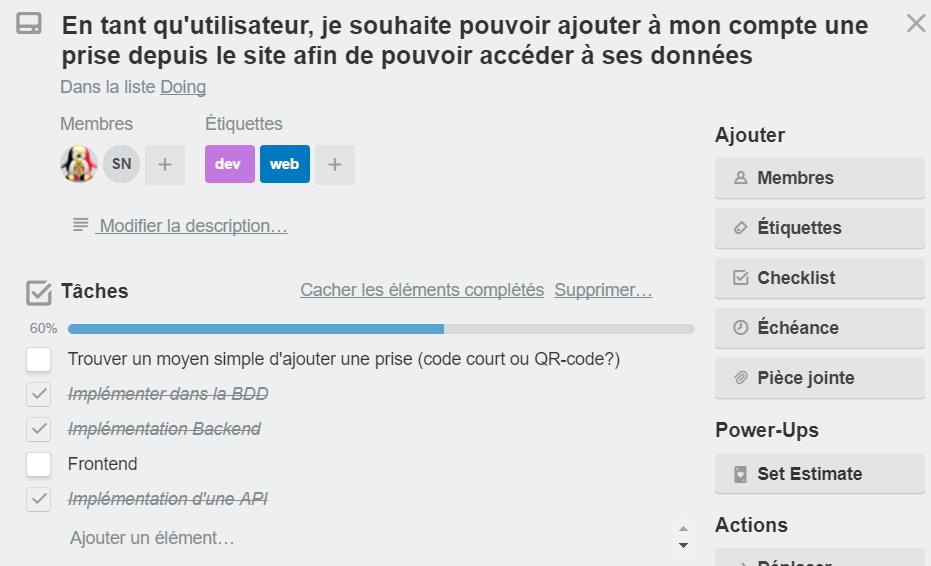 En tant qu'utilisateur, je souhaite pouvoir ajouter à mon compte une
prise depuis le site afin de pouvoir accéder à ses données
Dans la liste Doing
Membres
Étiquettes
SN
+
dev
web
+
Modifier la description…
Tâches
Cacher les éléments complétés
Supprimer…
60%
Trouver un moyen simple d'ajouter une prise (code court ou QR-code?)
Implémenter dans la BDD
Implémentation Backend
Frontend
Implémentation d'une API
Ajouter un élément…
Ajouter
Membres
Étiquettes
Checklist
Échéance
Pièce jointe
Power-Ups
Set Estimate
Actions
Déplacer